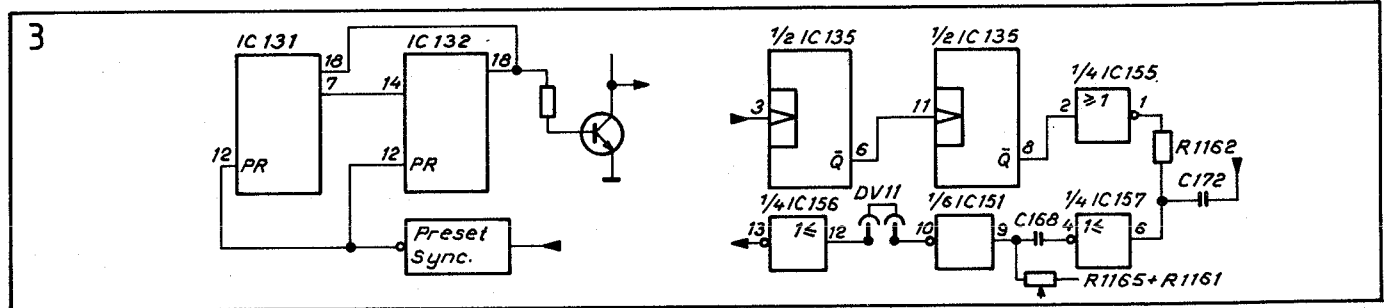 3
IC 131
IC 132
18
7
14
18
12
PR
12
PR
Preset
Sync.
1/2 IC 135
1/2 IC 135
1/4 IC 155
3
6
Q̄
11
8
Q̄
2
≥1
1
R1162
C172
1/4 IC 156
DV11
1/6 IC 151
C168
1/4 IC 157
13
1≤
12
10
9
4
1≤
6
R1165+R1161